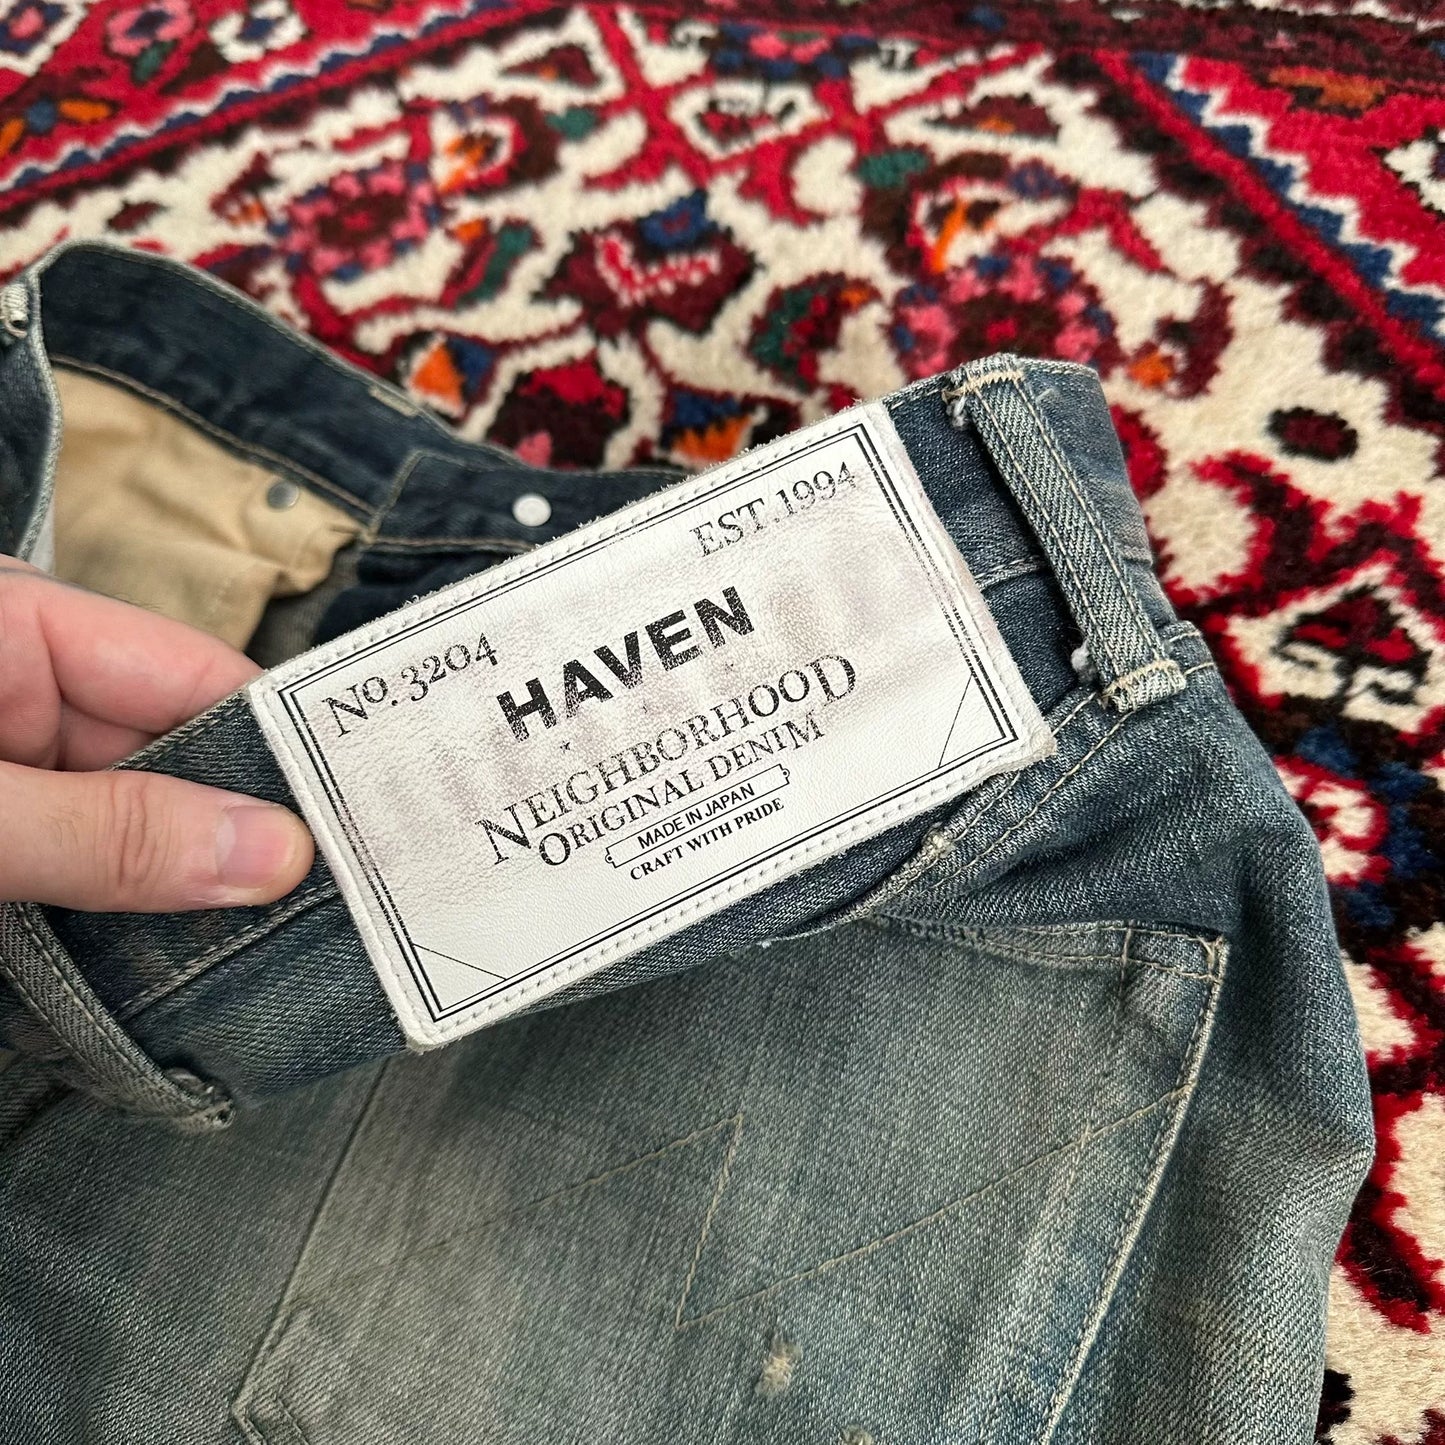 EST.1994
No. 3204
HAVEN
NEIGHBORHOOD
ORIGINAL DENIM
MADE IN JAPAN
CRAFT WITH PRIDE